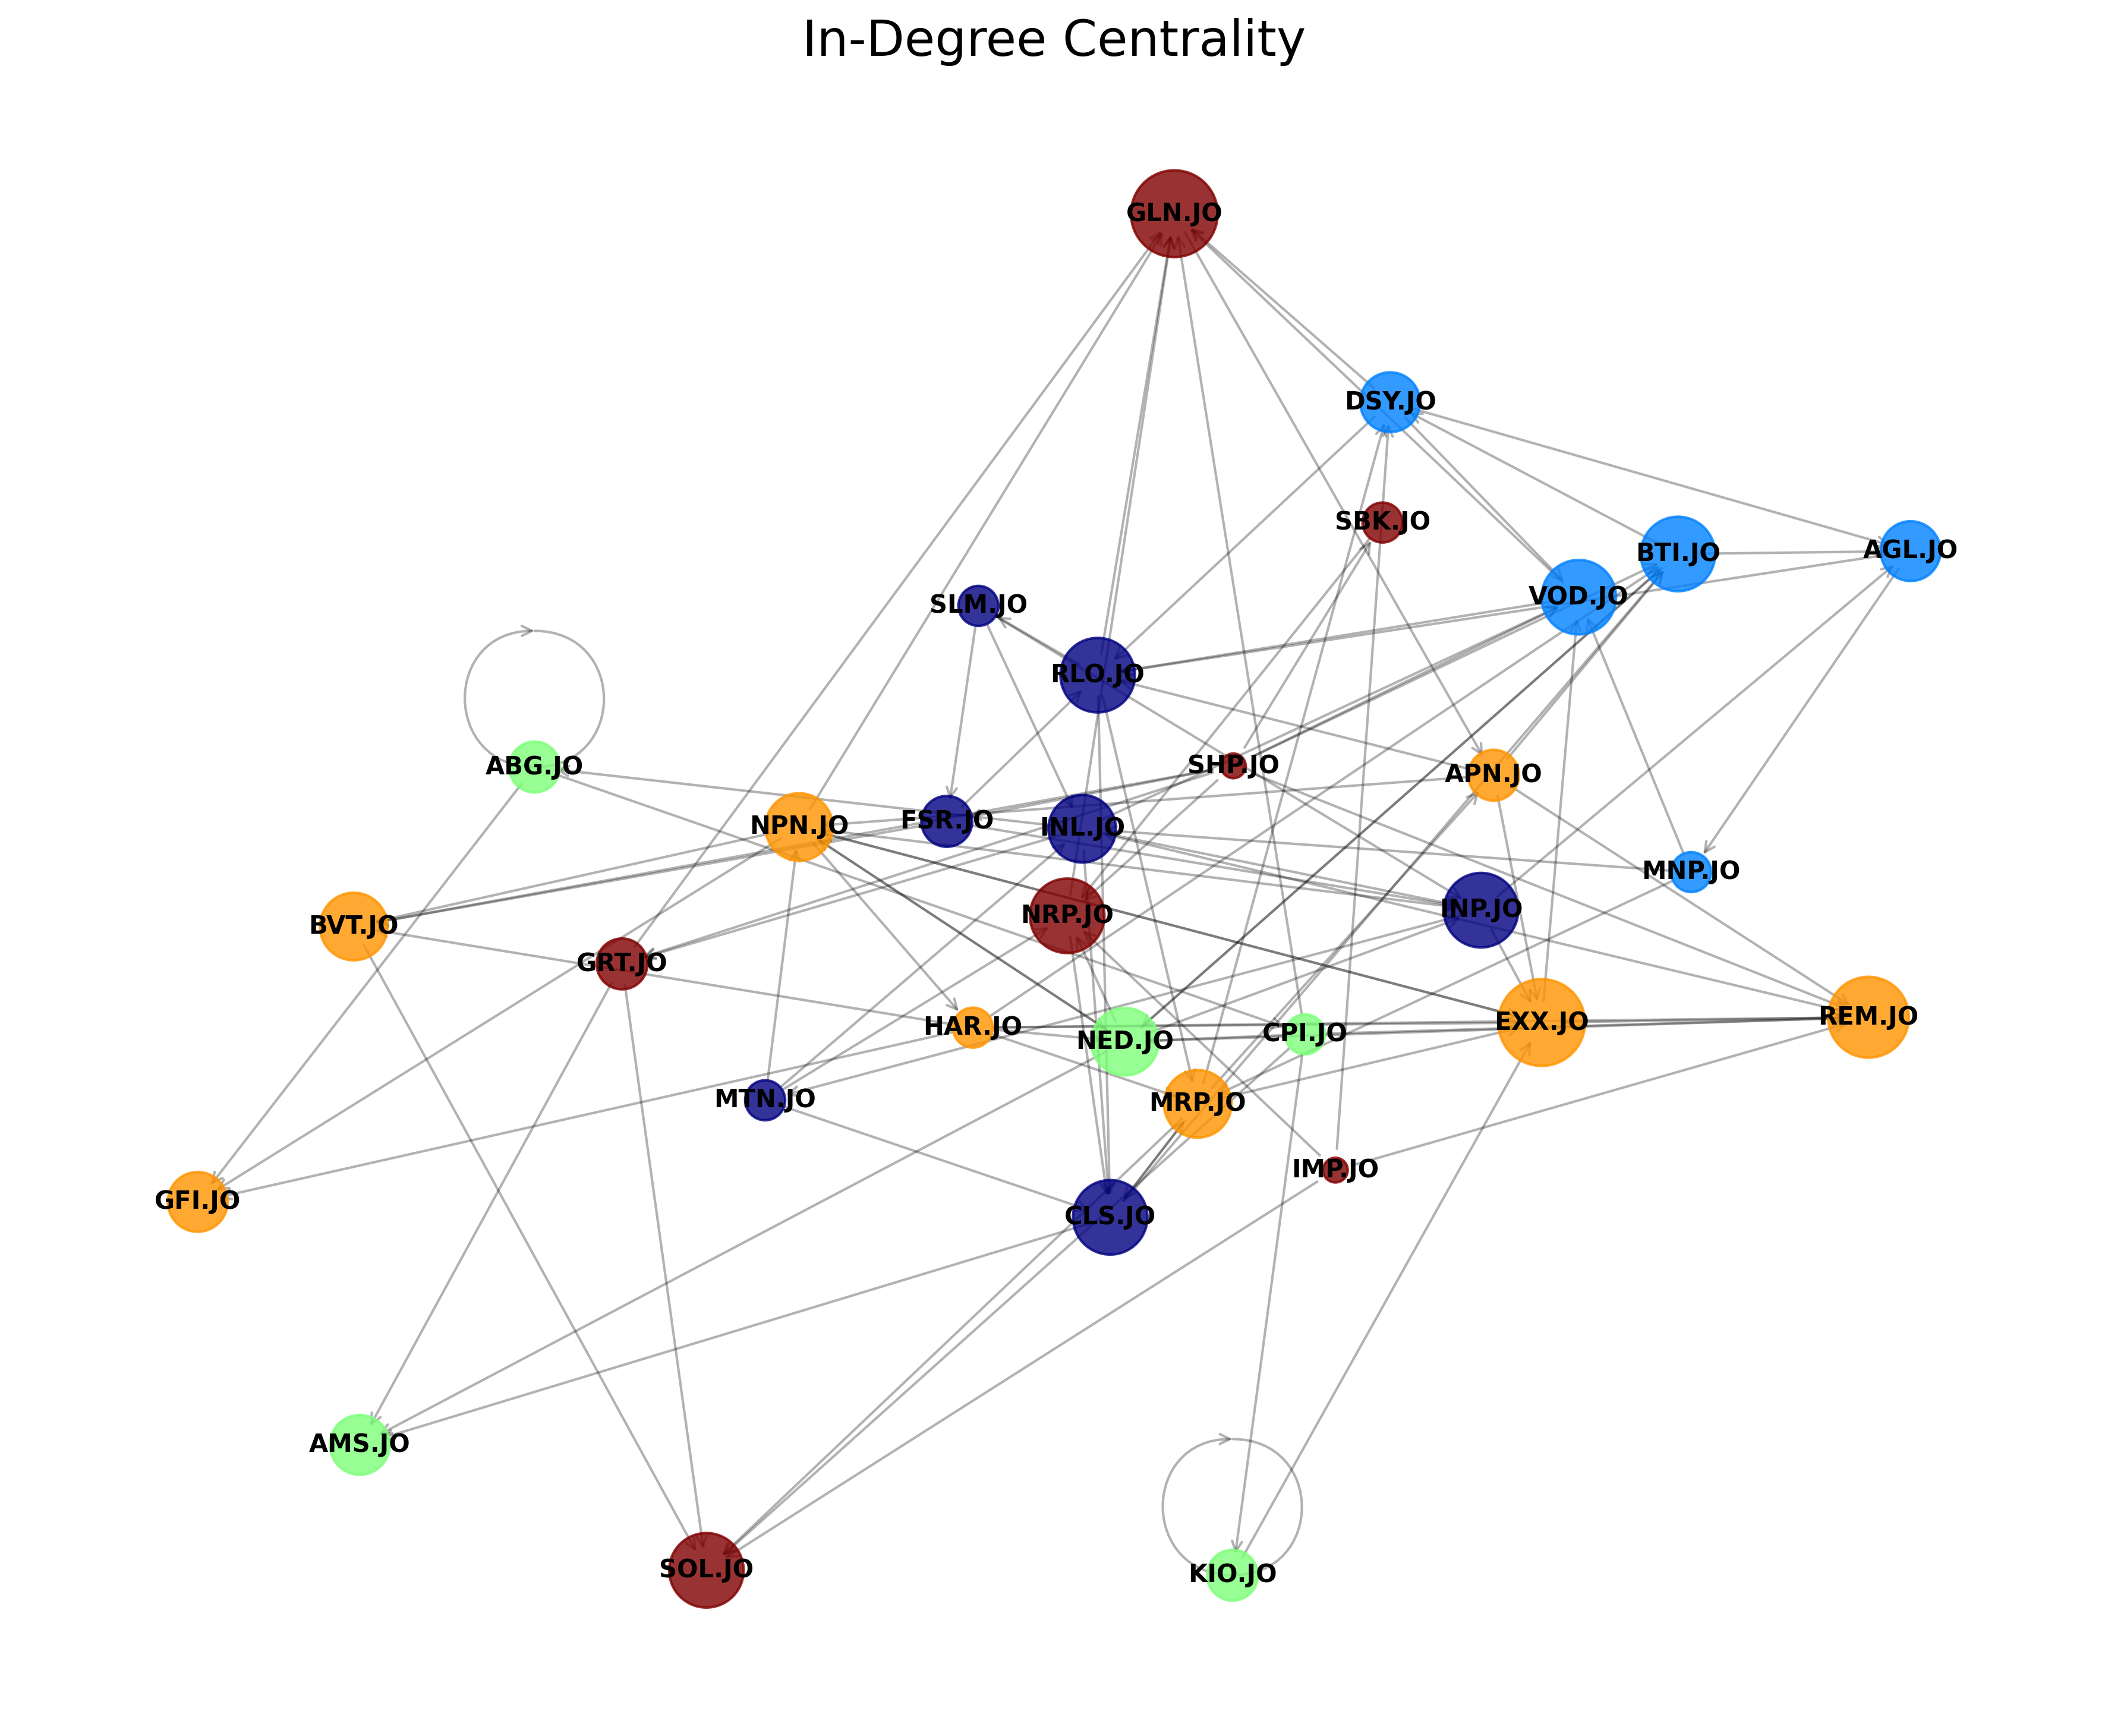 In-Degree Centrality
GLN.JO
DSY.JO
SBK.JO
BTI.JO
AGL.JO
VOD.JO
SLM.JO
RLO.JO
ABG.JO
SHP.JO
APN.JO
NPN.JO
FSR.JO
INL.JO
MNP.JO
BVT.JO
NRP.JO
INP.JO
GRT.JO
HAR.JO
NED.JO
CPI.JO
EXX.JO
REM.JO
MTN.JO
MRP.JO
IMP.JO
GFI.JO
CLS.JO
AMS.JO
SOL.JO
KIO.JO